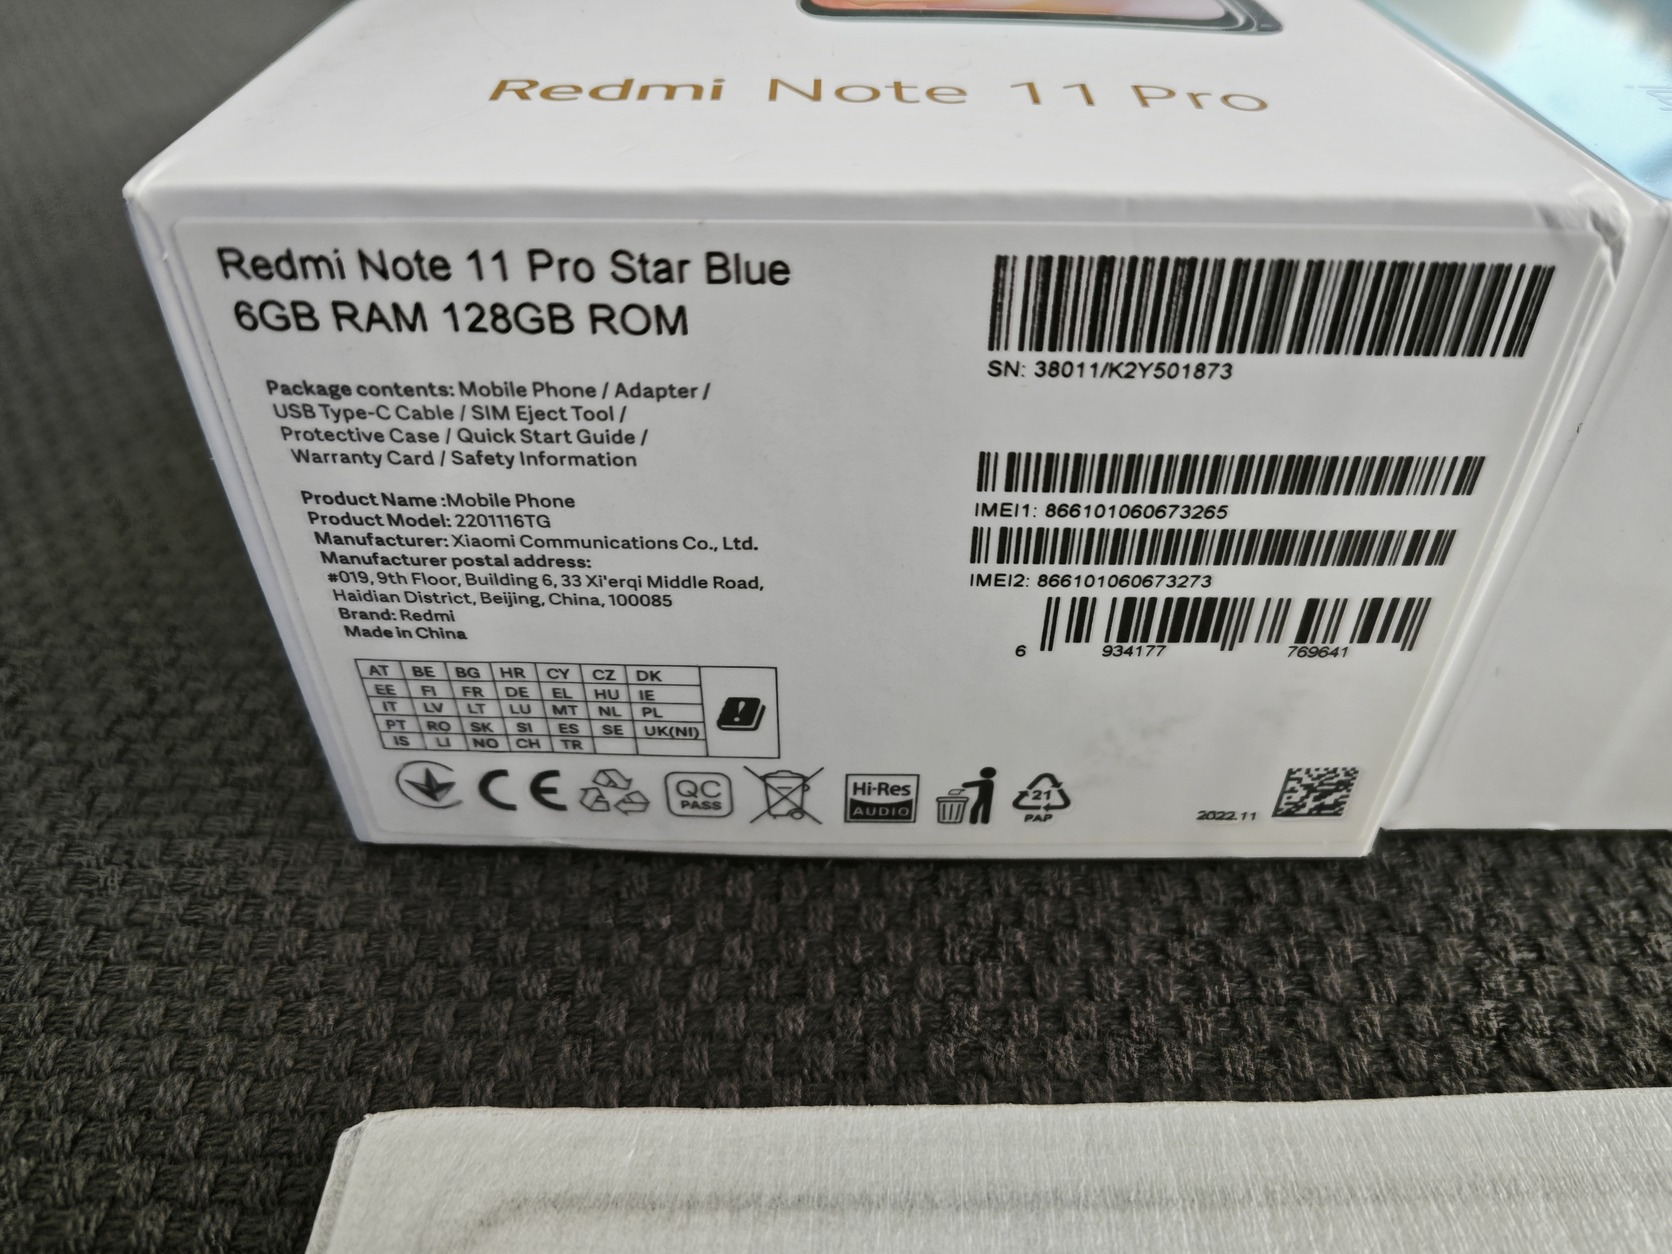 Redmi Note 11 Pro
Redmi Note 11 Pro Star Blue
6GB RAM 128GB ROM
Package contents: Mobile Phone / Adapter /
USB Type-C Cable / SIM Eject Tool /
Protective Case / Quick Start Guide /
Warranty Card / Safety Information
Product Name :Mobile Phone
Product Model: 2201116TG
Manufacturer: Xiaomi Communications Co., Ltd.
Manufacturer postal address:
#019, 9th Floor, Building 6, 33 Xi'erqi Middle Road,
Haidian District, Beijing, China, 100085
Brand: Redmi
Made in China
AT BE BG HR CY CZ DK
EE FI FR DE EL HU IE
IT LV LT LU MT NL PL
PT RO SK SI ES SE UK(NI)
IS LI NO CH TR
CE
QC
PASS
Hi-Res
AUDIO
21
PAP
SN: 38011/K2Y501873
IMEI1: 866101060673265
IMEI2: 866101060673273
6 934177 769641
2022.11